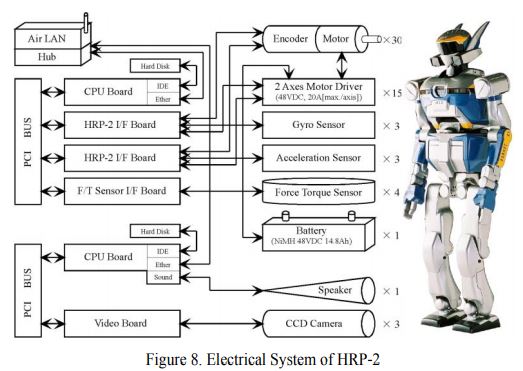 Air LAN
Hub
Encoder
Motor
×30
Hard Disk
CPU Board
IDE
Ether
2 Axes Motor Driver
(48VDC, 20A[max./axis])
×15
PCI BUS
HRP-2 I/F Board
Gyro Sensor
× 3
HRP-2 I/F Board
Acceleration Sensor
× 3
F/T Sensor I/F Board
Force Torque Sensor
× 4
Hard Disk
Battery
(NiMH 48VDC 14.8Ah)
× 1
CPU Board
IDE
Ether
Sound
PCI BUS
Speaker
× 1
Video Board
CCD Camera
× 3
Figure 8. Electrical System of HRP-2